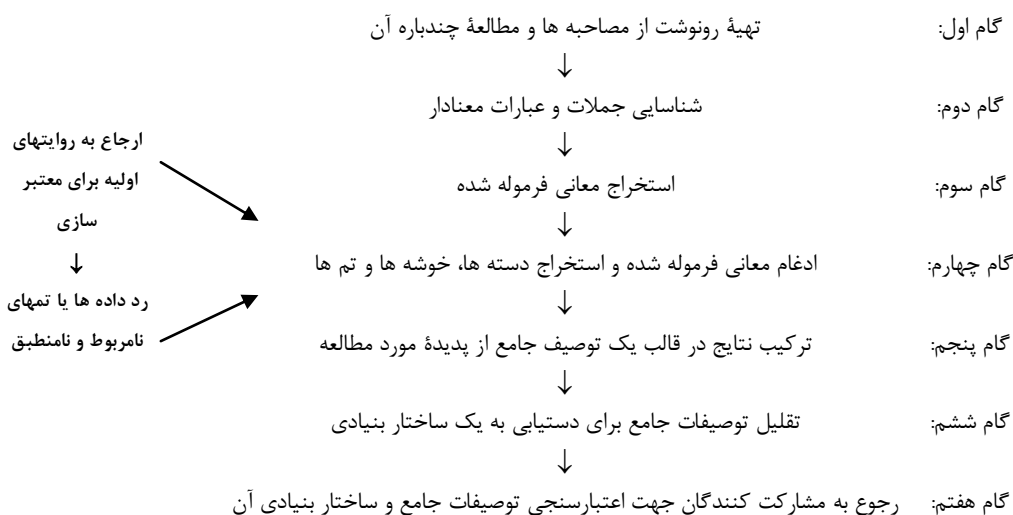 گام اول: تهیۀ رونوشت از مصاحبه ها و مطالعۀ چندباره آن
↓
گام دوم: شناسایی جملات و عبارات معنادار
↓
گام سوم: استخراج معانی فرموله شده
↓
گام چهارم: ادغام معانی فرموله شده و استخراج دسته ها، خوشه ها و تم ها
↓
گام پنجم: ترکیب نتایج در قالب یک توصیف جامع از پدیدۀ مورد مطالعه
↓
گام ششم: تقلیل توصیفات جامع برای دستیابی به یک ساختار بنیادی
↓
گام هفتم: رجوع به مشارکت کنندگان جهت اعتبارسنجی توصیفات جامع و ساختار بنیادی آن
ارجاع به روایتهای
اولیه برای معتبر
سازی
↓
رد داده ها یا تمهای
نامربوط و نامنطبق